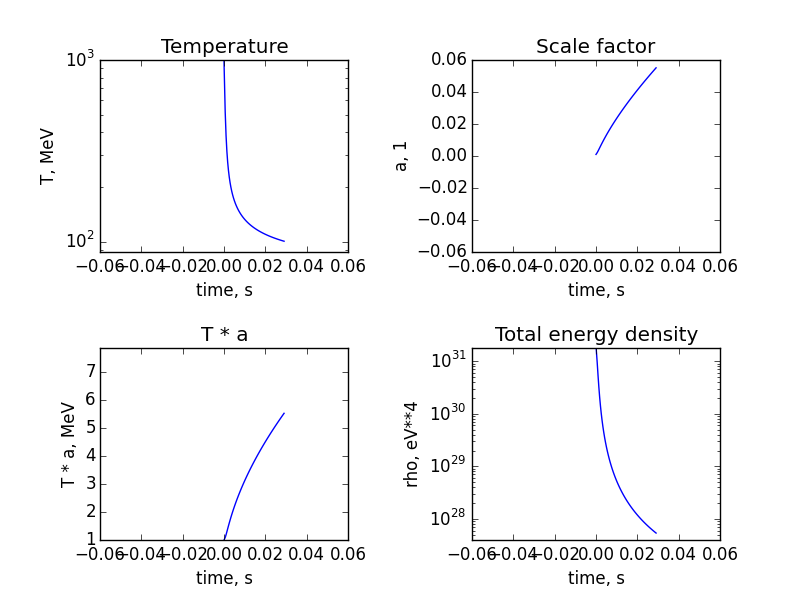 Temperature
10^3
10^2
T, MeV
−0.06 −0.04 −0.02 0.00 0.02 0.04 0.06
time, s
Scale factor
0.06
0.04
0.02
0.00
−0.02
−0.04
−0.06
a, 1
−0.06 −0.04 −0.02 0.00 0.02 0.04 0.06
time, s
T * a
7
6
5
4
3
2
1
T * a, MeV
−0.06 −0.04 −0.02 0.00 0.02 0.04 0.06
time, s
Total energy density
10^31
10^30
10^29
10^28
rho, eV**4
−0.06 −0.04 −0.02 0.00 0.02 0.04 0.06
time, s